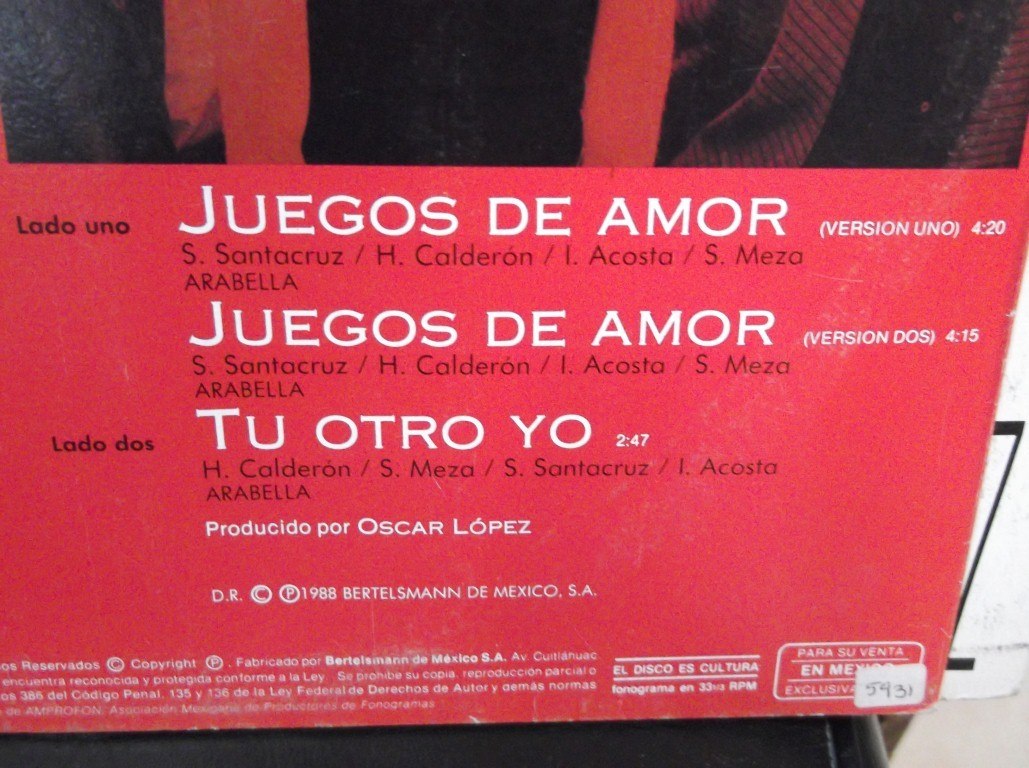 Lado uno JUEGOS DE AMOR (VERSION UNO) 4:20
S. Santacruz / H. Calderón / I. Acosta / S. Meza
ARABELLA
JUEGOS DE AMOR (VERSION DOS) 4:15
S. Santacruz / H. Calderón / I. Acosta / S. Meza
ARABELLA
Lado dos TU OTRO YO 2:47
H. Calderón / S. Meza / S. Santacruz / I. Acosta
ARABELLA
Producido por OSCAR LÓPEZ
D.R. © ℗1988 BERTELSMANN DE MEXICO, S.A.
os Reservados © Copyright ℗. Fabricado por Bertelsmann de México S.A. Av. Cuitláhuac
encuentra reconocida y protegida conforme a la Ley Se prohibe su copia, reproducción parcial o
os 386 del Código Penal, 135 y 136 de la Ley Federal de Derechos de Autor y demás normas
de AMPROFON, Asociación Mexicana de Productores de Fonogramas
EL DISCO ES CULTURA
fonograma en 33 1/3 RPM
PARA SU VENTA
EN MEXICO
EXCLUSIVA
5931